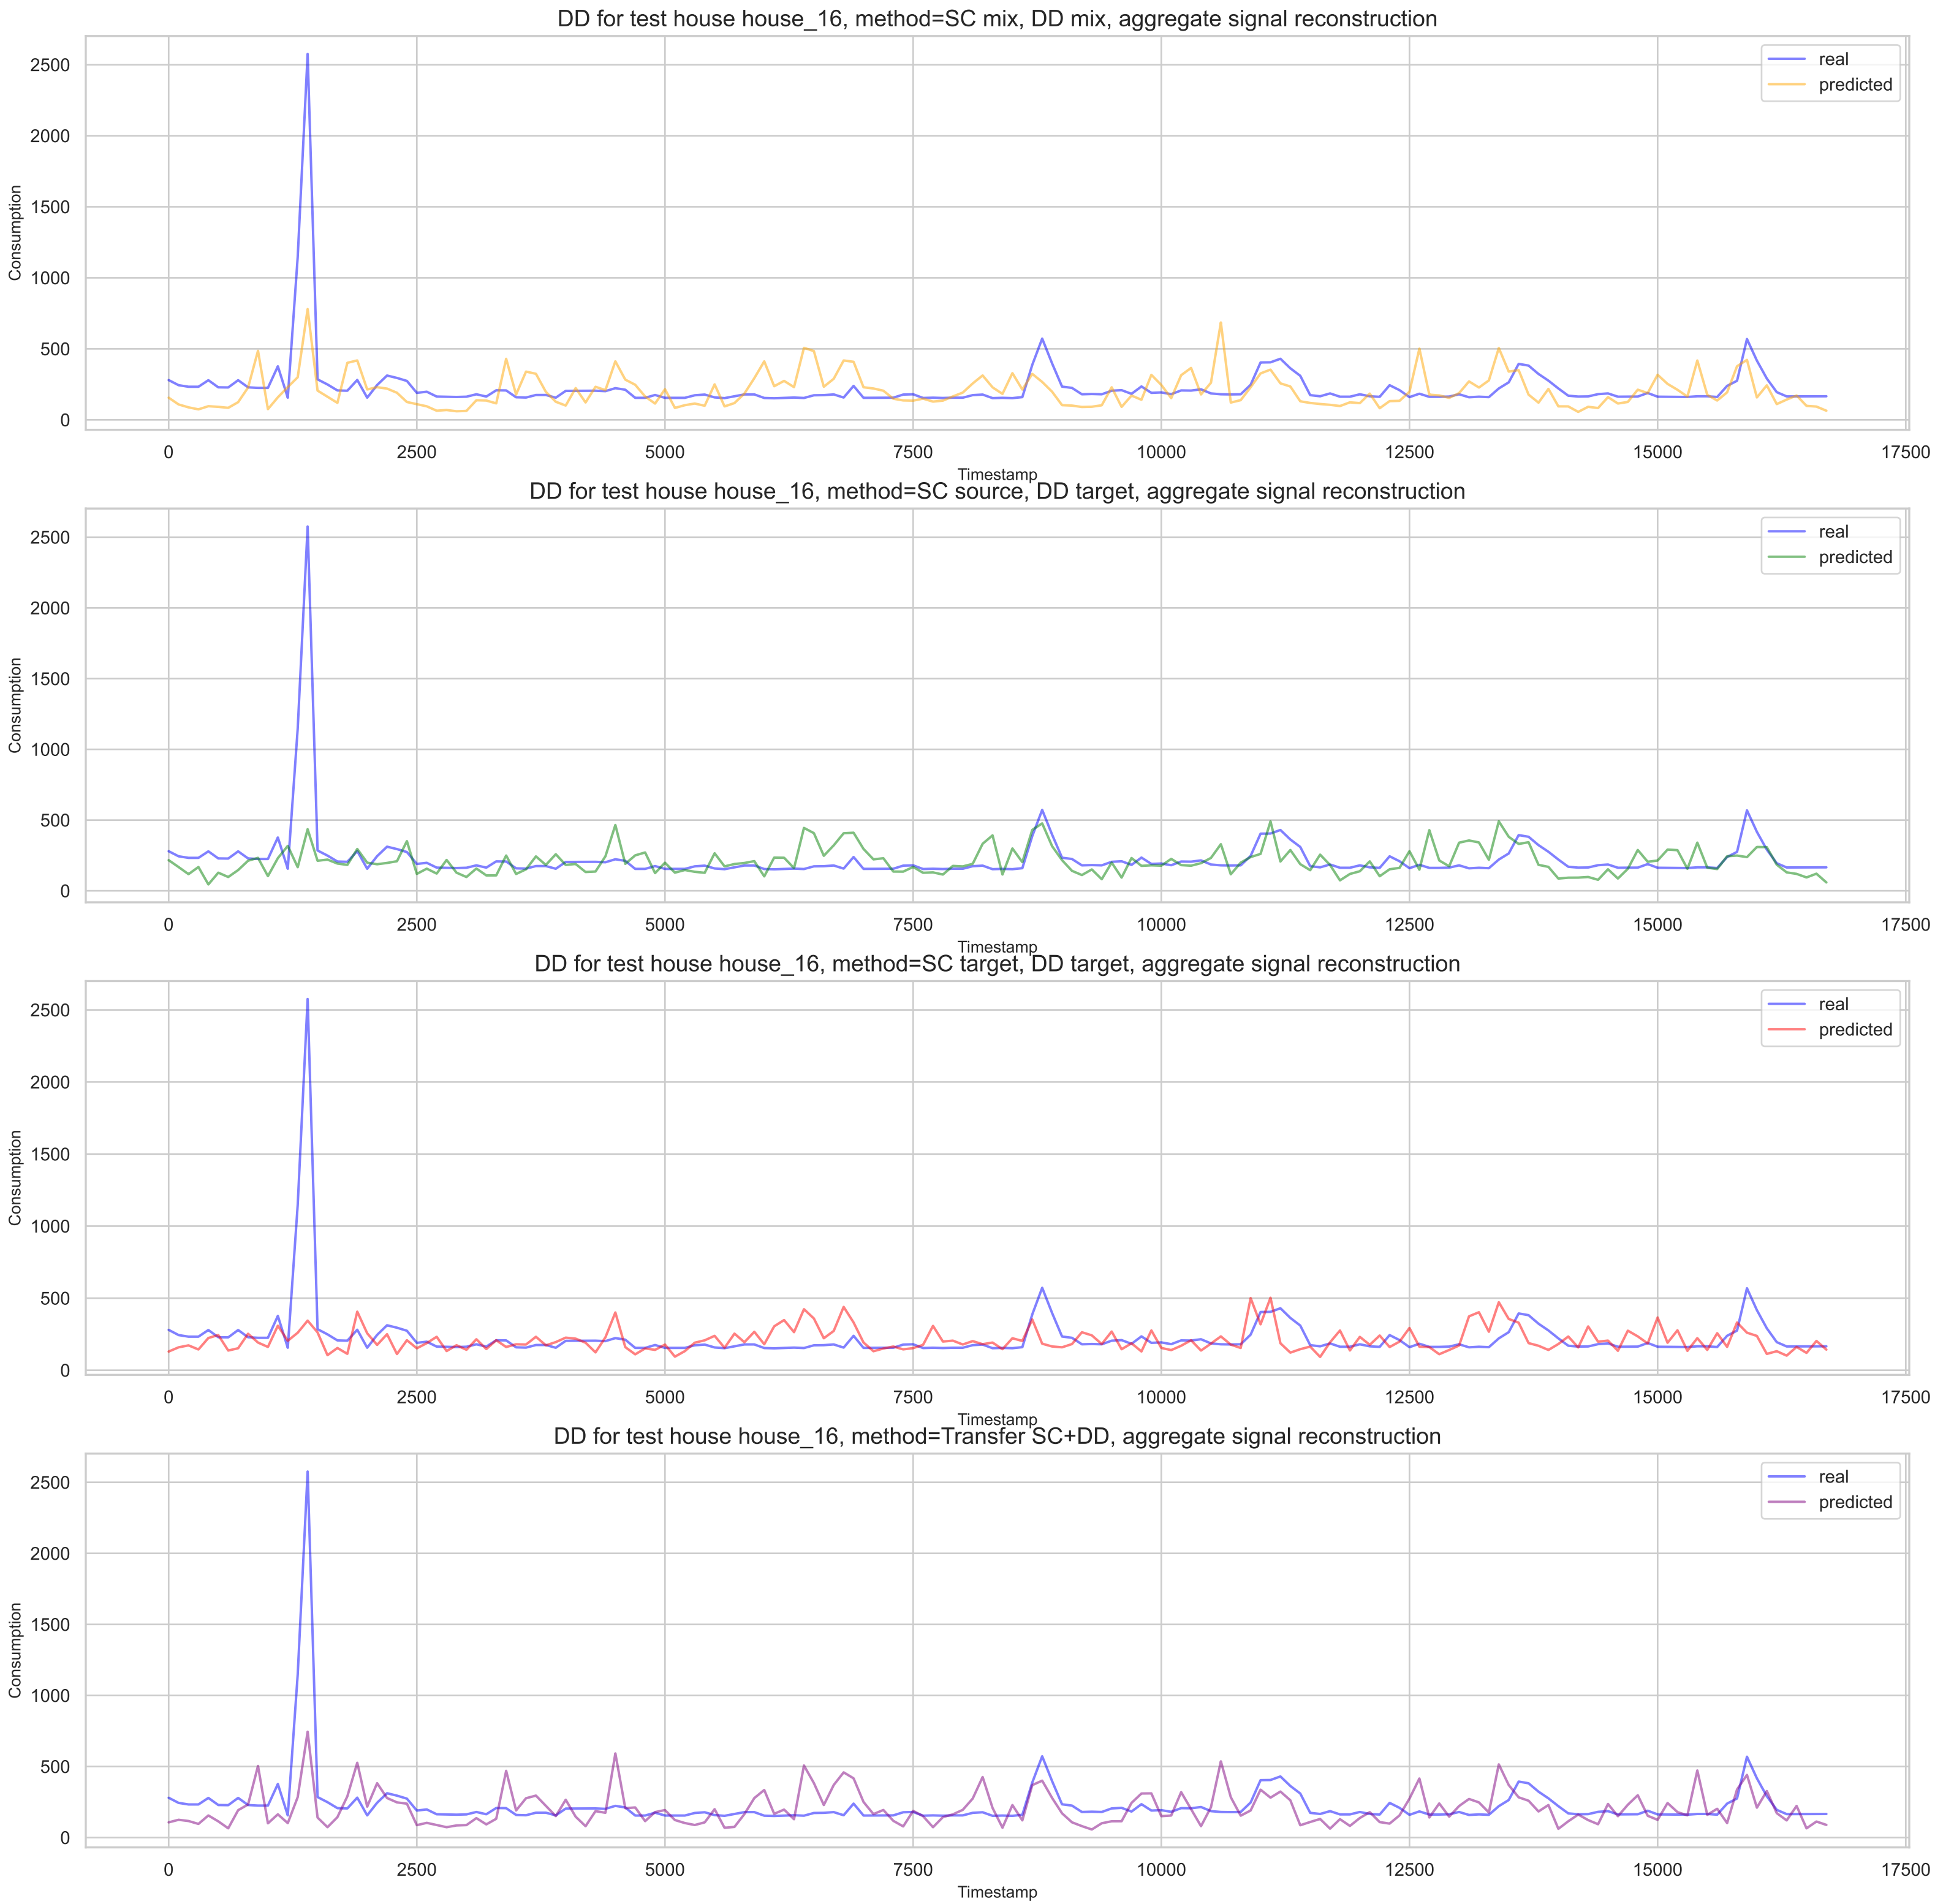 DD for test house house_16, method=SC mix, DD mix, aggregate signal reconstruction
real
predicted
2500
2000
1500
1000
500
0
Consumption
0 2500 5000 7500 10000 12500 15000 17500
Timestamp
DD for test house house_16, method=SC source, DD target, aggregate signal reconstruction
real
predicted
2500
2000
1500
1000
500
0
Consumption
0 2500 5000 7500 10000 12500 15000 17500
Timestamp
DD for test house house_16, method=SC target, DD target, aggregate signal reconstruction
real
predicted
2500
2000
1500
1000
500
0
Consumption
0 2500 5000 7500 10000 12500 15000 17500
Timestamp
DD for test house house_16, method=Transfer SC+DD, aggregate signal reconstruction
real
predicted
2500
2000
1500
1000
500
0
Consumption
0 2500 5000 7500 10000 12500 15000 17500
Timestamp